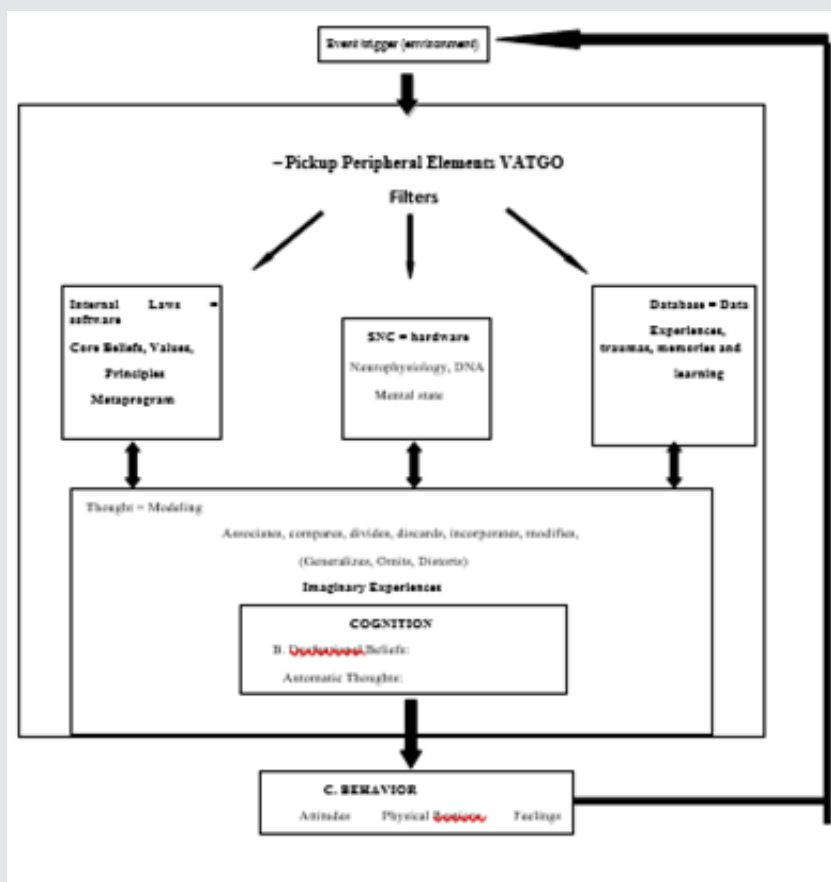 Event trigger (environment)
– Pickup Peripheral Elements VATGO
Filters
Internal Laws =
software
Core Beliefs, Values,
Principles
Metaprogram
SNC = hardware
Neurophysiology, DNA
Mental state
Database = Data
Experiences,
traumas, memories and
learning
Thought = Modeling
Associates, compares, divides, discards, incorporates, modifies,
(Generalizes, Omits, Distorts)
Imaginary Experiences
COGNITION
B. Beliefs:
Automatic Thoughts:
C. BEHAVIOR
Attitudes Physical Feelings